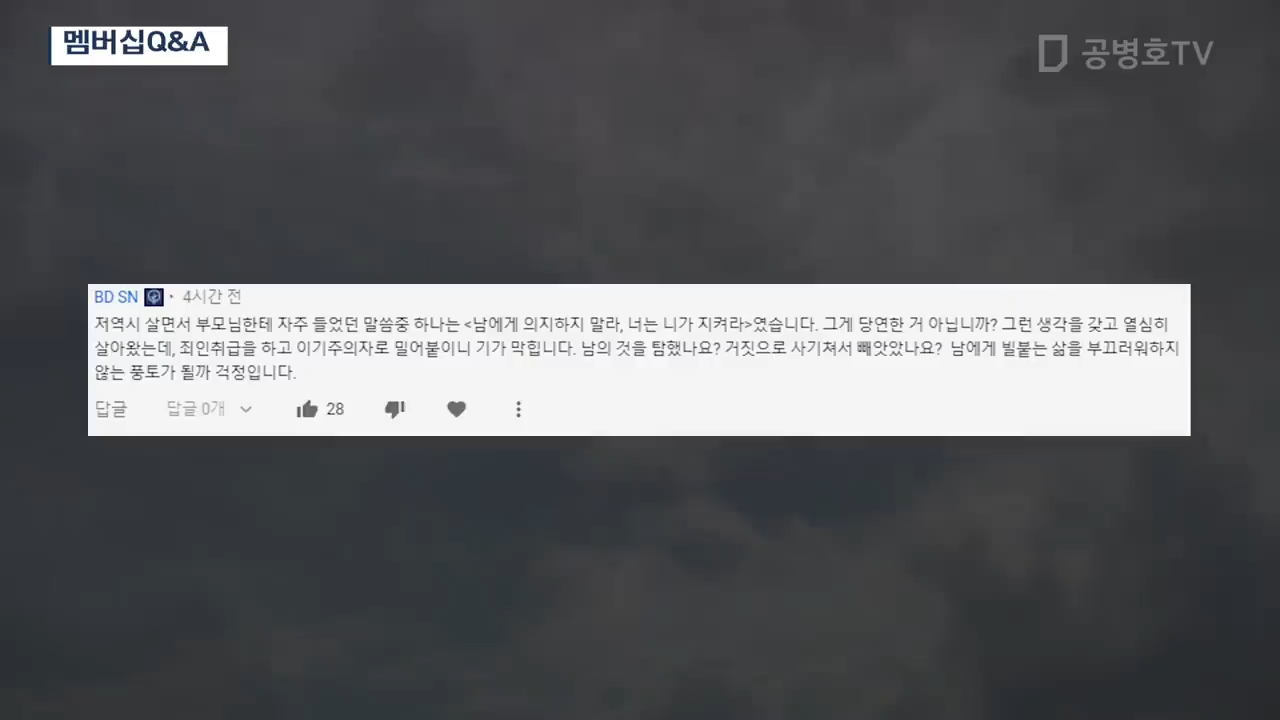 멤버십Q&A
공병호TV
BD SN · 4시간 전
저역시 살면서 부모님한테 자주 들었던 말씀중 하나는 <남에게 의지하지 말라, 너는 니가 지켜라>였습니다. 그게 당연한 거 아닙니까? 그런 생각을 갖고 열심히
살아왔는데, 죄인취급을 하고 이기주의자로 밀어붙이니 기가 막힙니다. 남의 것을 탐했나요? 거짓으로 사기쳐서 빼앗았나요? 남에게 빌붙는 삶을 부끄러워하지
않는 풍토가 될까 걱정입니다.
답글 답글 0개 28